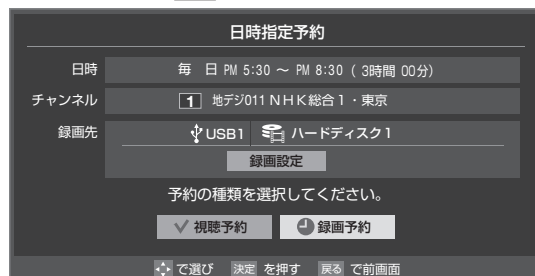 日時指定予約
日時 毎 日 PM 5:30 ～ PM 8:30 ( 3時間 00分)
チャンネル 1 地デジ011 NHK総合1・東京
録画先 USB1 ハードディスク1
録画設定
予約の種類を選択してください。
視聴予約 録画予約
で選び 決定 を押す 戻る で前画面